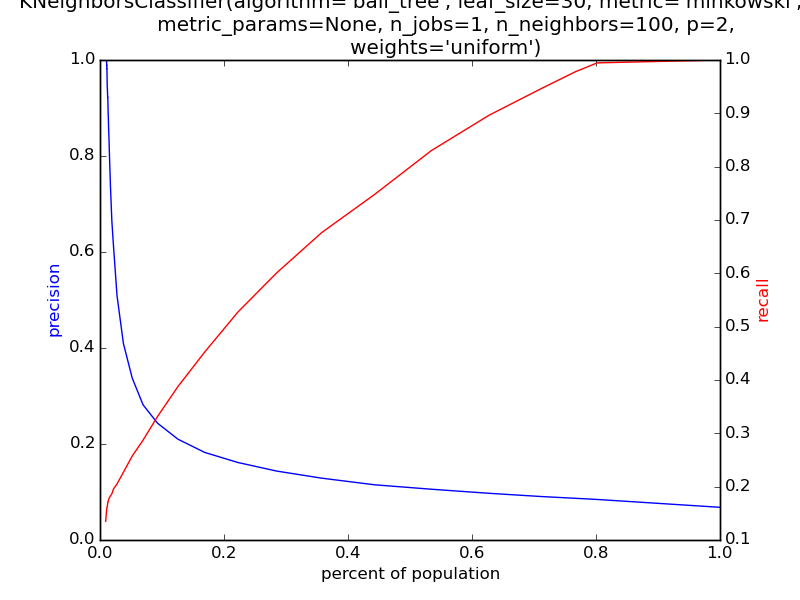 KNeighborsClassifier(algorithm='ball_tree', leaf_size=30, metric='minkowski',
metric_params=None, n_jobs=1, n_neighbors=100, p=2,
weights='uniform')
1.0
0.8
0.6
0.4
0.2
0.0
precision
1.0
0.9
0.8
0.7
0.6
0.5
0.4
0.3
0.2
0.1
recall
0.0 0.2 0.4 0.6 0.8 1.0
percent of population